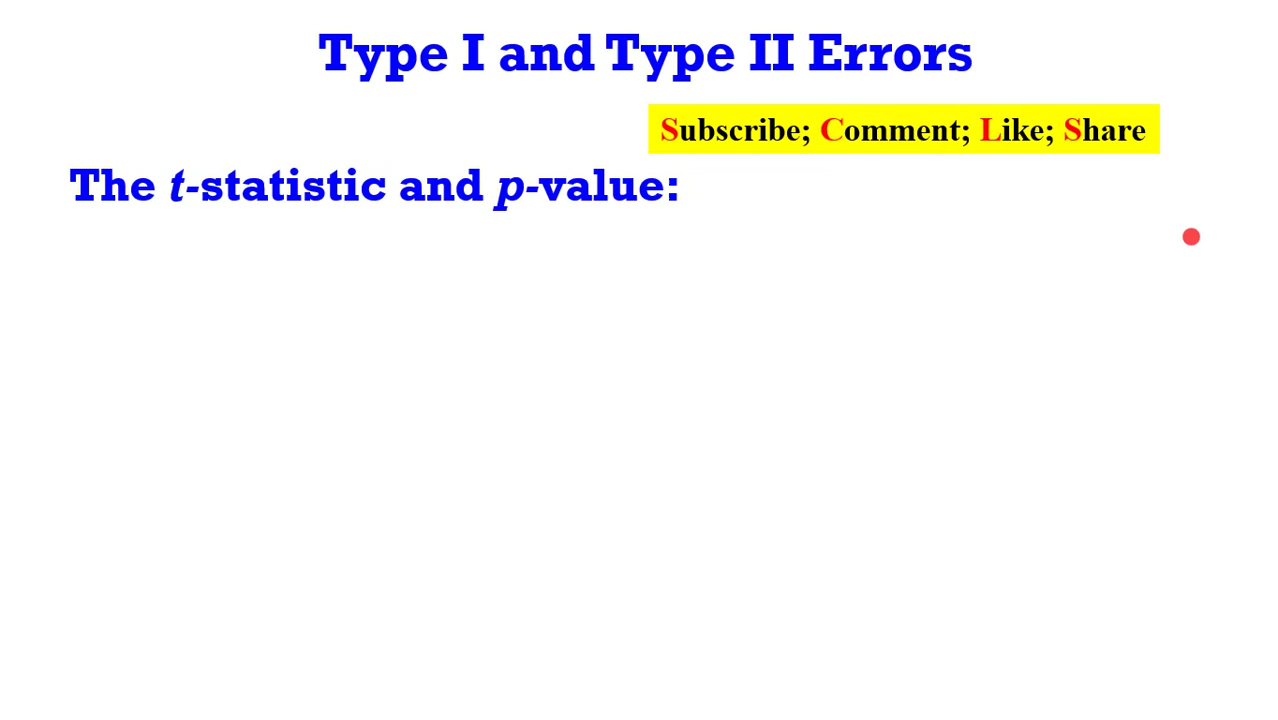 Type I and Type II Errors
Subscribe; Comment; Like; Share
The t-statistic and p-value: